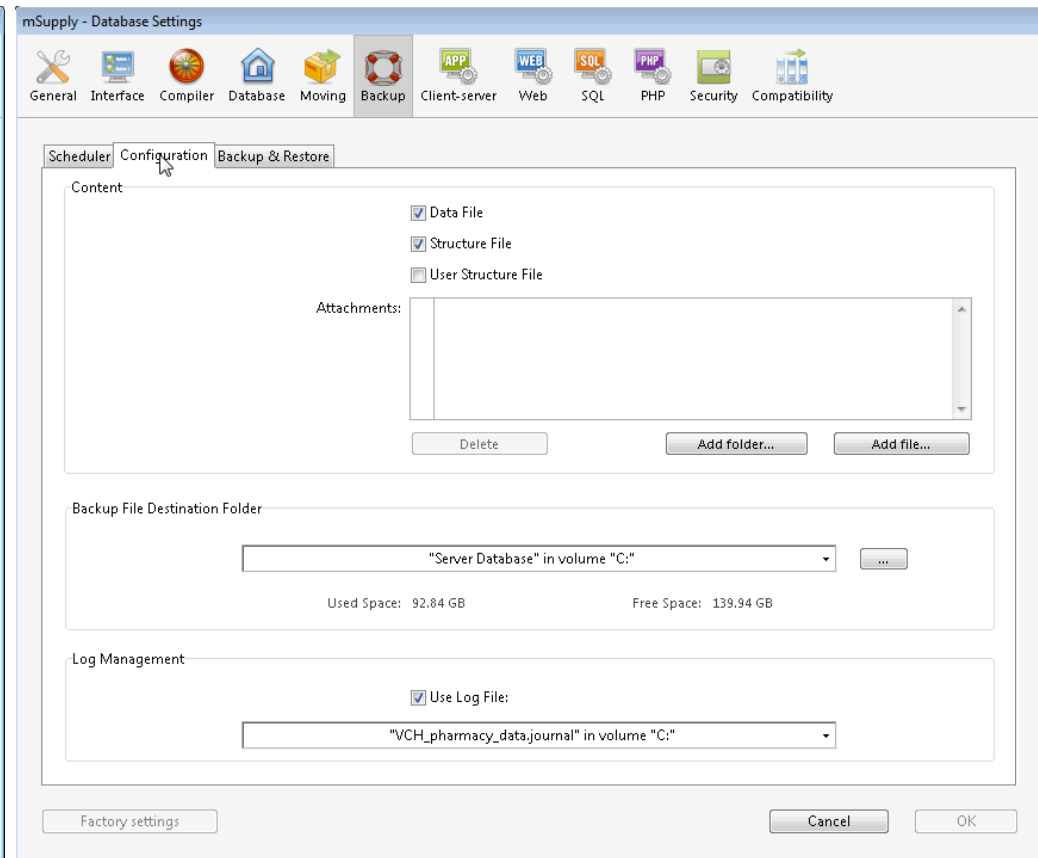 mSupply - Database Settings
APP WEB SQL PHP
General Interface Compiler Database Moving Backup Client-server Web SQL PHP Security Compatibility
Scheduler Configuration Backup & Restore
Content
Data File
Structure File
User Structure File
Attachments:
Delete Add folder... Add file...
Backup File Destination Folder
"Server Database" in volume "C:" ...
Used Space: 92.84 GB Free Space: 139.94 GB
Log Management
Use Log File:
"VCH_pharmacy_data.journal" in volume "C:"
Factory settings Cancel OK